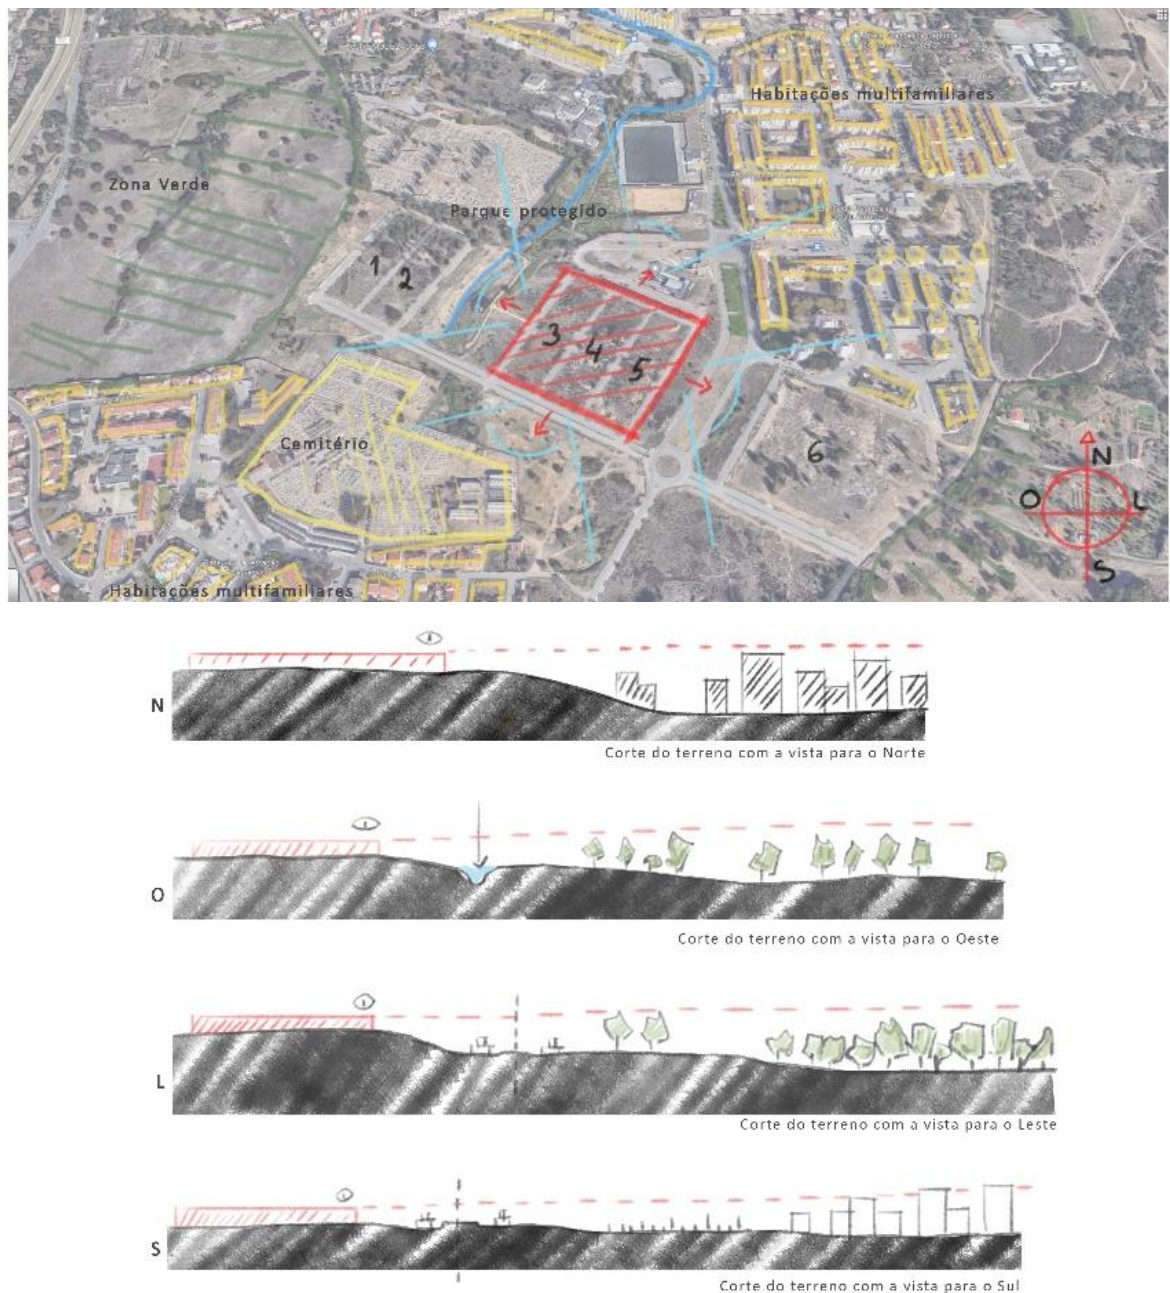 Habitações multifamiliares
Zona Verde
Parque protegido
1
2
3
4
5
Cemitério
6
N
O
L
S
Habitações multifamiliares
N
Corte do terreno com a vista para o Norte
O
Corte do terreno com a vista para o Oeste
L
Corte do terreno com a vista para o Leste
S
Corte do terreno com a vista para o Sul